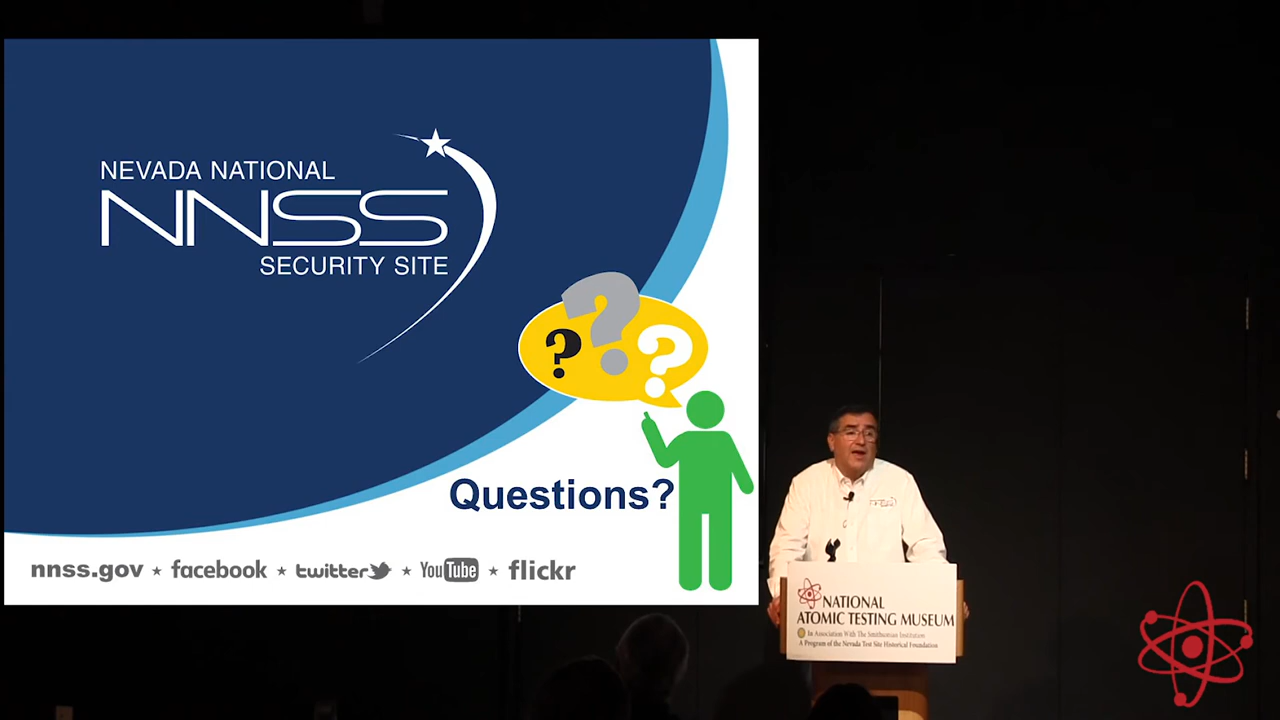 NEVADA NATIONAL
NNSS
SECURITY SITE
? ? ?
Questions?
nnss.gov ★ facebook ★ twitter ★ YouTube ★ flickr
NATIONAL
ATOMIC TESTING MUSEUM
In Association With The Smithsonian Institution
A Program of the Nevada Test Site Historical Foundation